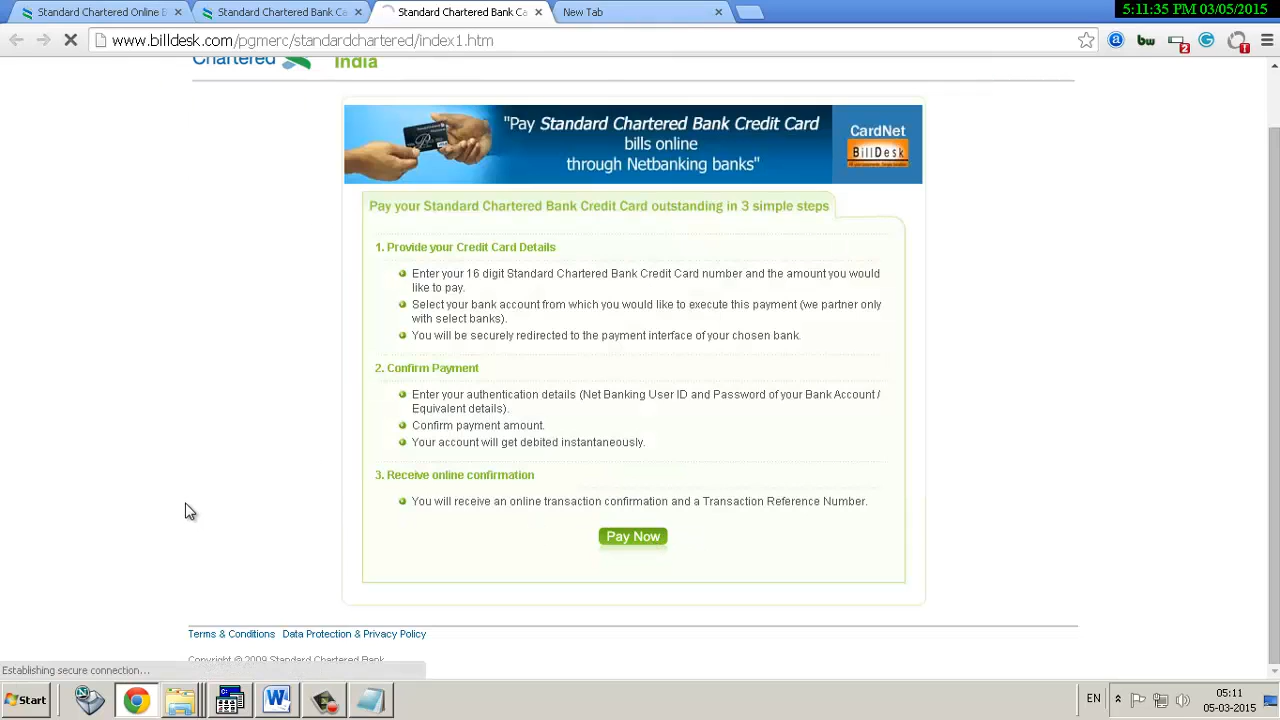 5:11:35 PM 03/05/2015
Standard Chartered Online B
Standard Chartered Bank Cr
Standard Chartered Bank Ca
New Tab
www.billdesk.com/pgmerc/standardchartered/index1.htm
bw
2
Chartered India
"Pay Standard Chartered Bank Credit Card
bills online
through Netbanking banks"
CardNet
BillDesk
Pay your Standard Chartered Bank Credit Card outstanding in 3 simple steps
1. Provide your Credit Card Details
Enter your 16 digit Standard Chartered Bank Credit Card number and the amount you would
like to pay.
Select your bank account from which you would like to execute this payment (we partner only
with select banks).
You will be securely redirected to the payment interface of your chosen bank.
2. Confirm Payment
Enter your authentication details (Net Banking User ID and Password of your Bank Account /
Equivalent details).
Confirm payment amount.
Your account will get debited instantaneously.
3. Receive online confirmation
You will receive an online transaction confirmation and a Transaction Reference Number.
Pay Now
Terms & Conditions Data Protection & Privacy Policy
Copyright © 2009 Standard Chartered Bank
Establishing secure connection...
Start
EN
05:11
05-03-2015